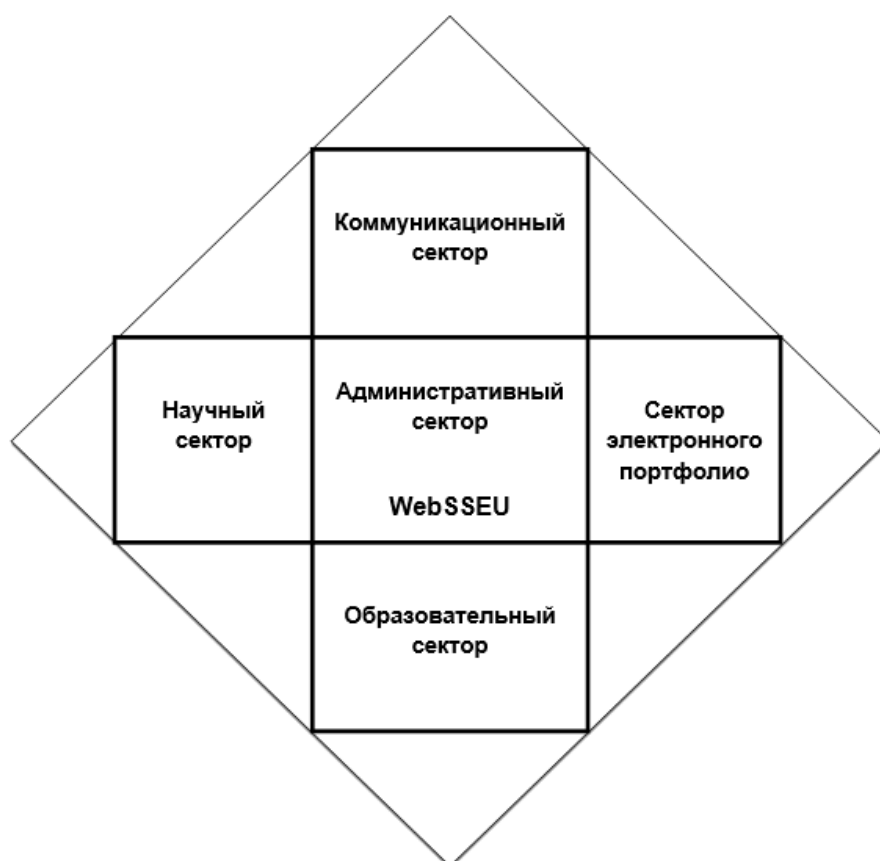 Коммуникационный
сектор
Научный
сектор
Административный
сектор
WebSSEU
Сектор
электронного
портфолио
Образовательный
сектор